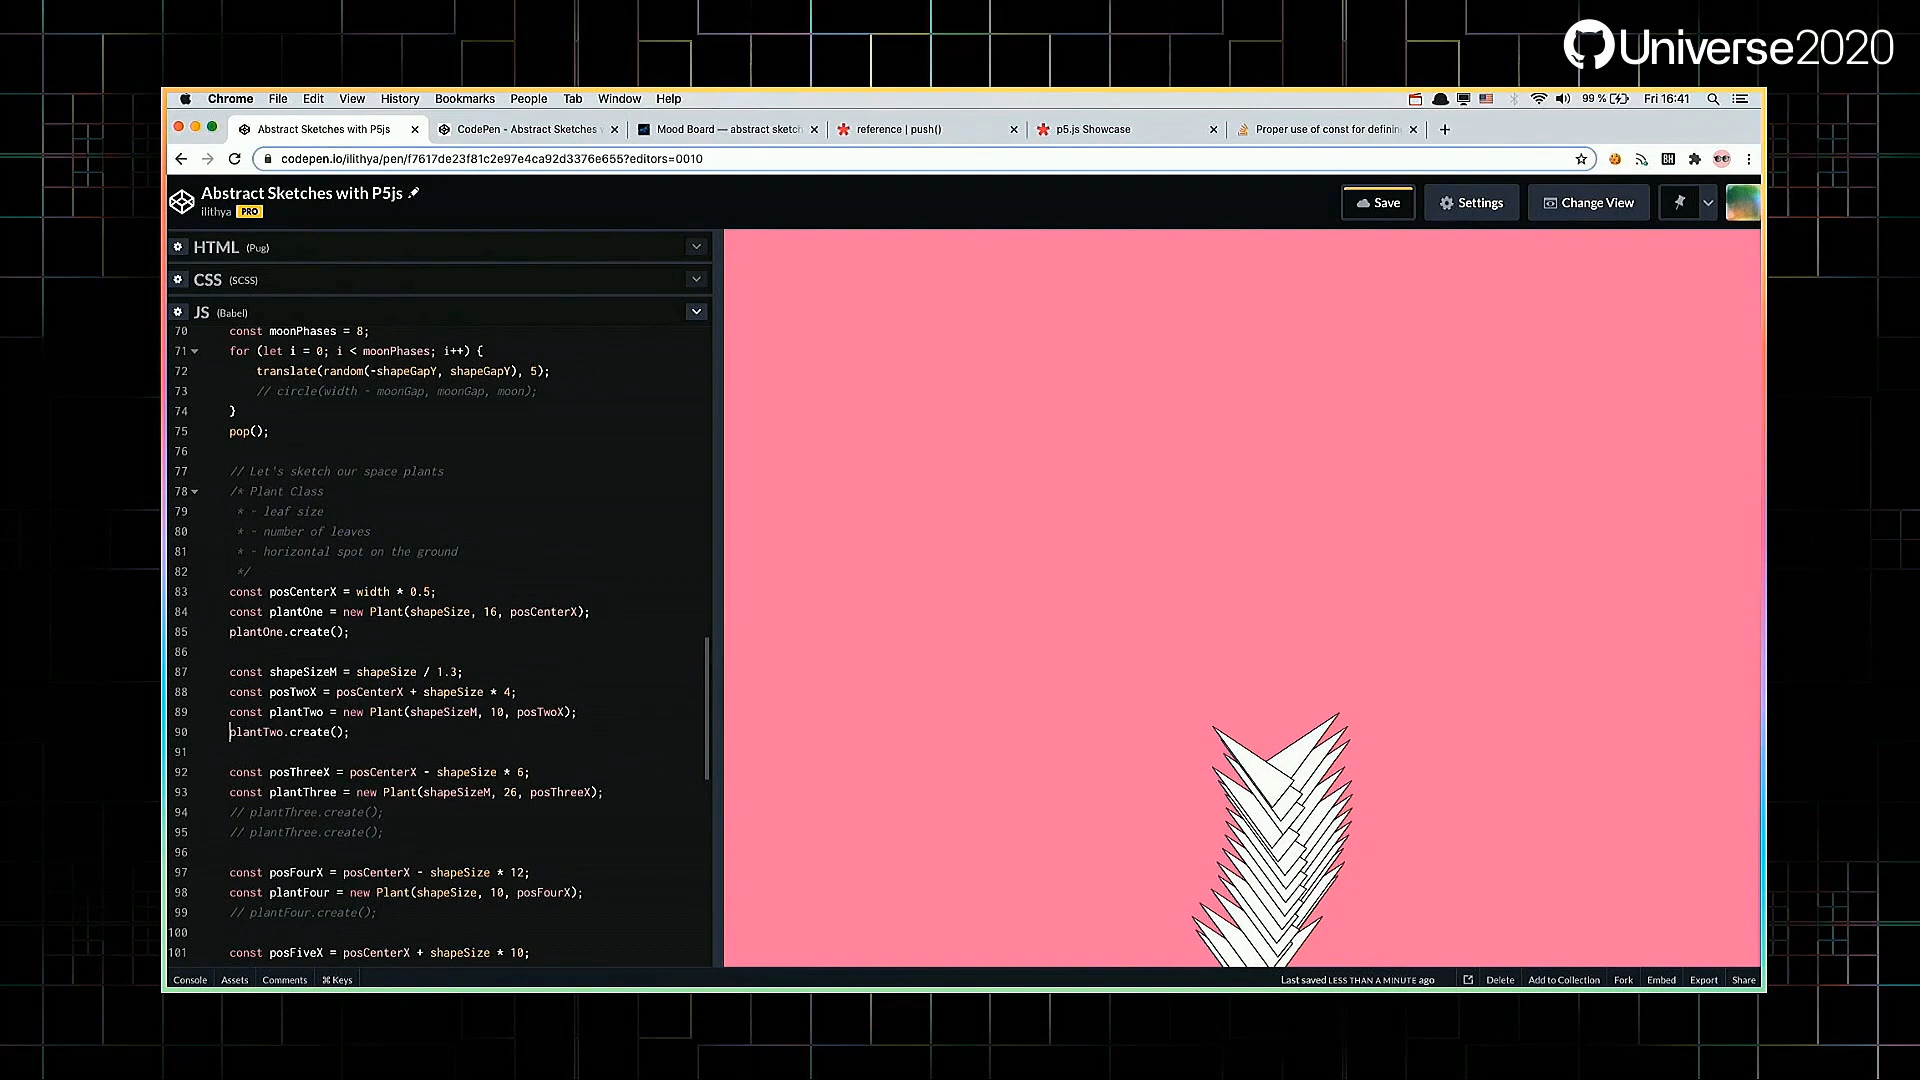 Universe2020
Chrome File Edit View History Bookmarks People Tab Window Help
99 % Fri 16:41
Abstract Sketches with P5js
CodePen - Abstract Sketches
Mood Board — abstract sketch
reference | push()
p5.js Showcase
Proper use of const for defining
codepen.io/ilithya/pen/f7617de23f81c2e97e4ca92d3376e655?editors=0010
Abstract Sketches with P5js
ilithya PRO
Save
Settings
Change View
HTML (Pug)
CSS (SCSS)
JS (Babel)
70 const moonPhases = 8;
71 for (let i = 0; i < moonPhases; i++) {
72 translate(random(-shapeGapY, shapeGapY), 5);
73 // circle(width - moonGap, moonGap, moon);
74 }
75 pop();
76
77 // Let's sketch our space plants
78 /* Plant Class
79 * - leaf size
80 * - number of leaves
81 * - horizontal spot on the ground
82 */
83 const posCenterX = width * 0.5;
84 const plantOne = new Plant(shapeSize, 16, posCenterX);
85 plantOne.create();
86
87 const shapeSizeM = shapeSize / 1.3;
88 const posTwoX = posCenterX + shapeSize * 4;
89 const plantTwo = new Plant(shapeSizeM, 10, posTwoX);
90 plantTwo.create();
91
92 const posThreeX = posCenterX - shapeSize * 6;
93 const plantThree = new Plant(shapeSizeM, 26, posThreeX);
94 // plantThree.create();
95 // plantThree.create();
96
97 const posFourX = posCenterX - shapeSize * 12;
98 const plantFour = new Plant(shapeSize, 10, posFourX);
99 // plantFour.create();
100
101 const posFiveX = posCenterX + shapeSize * 10;
Console Assets Comments ⌘ Keys
Last saved LESS THAN A MINUTE ago
Delete Add to Collection Fork Embed Export Share